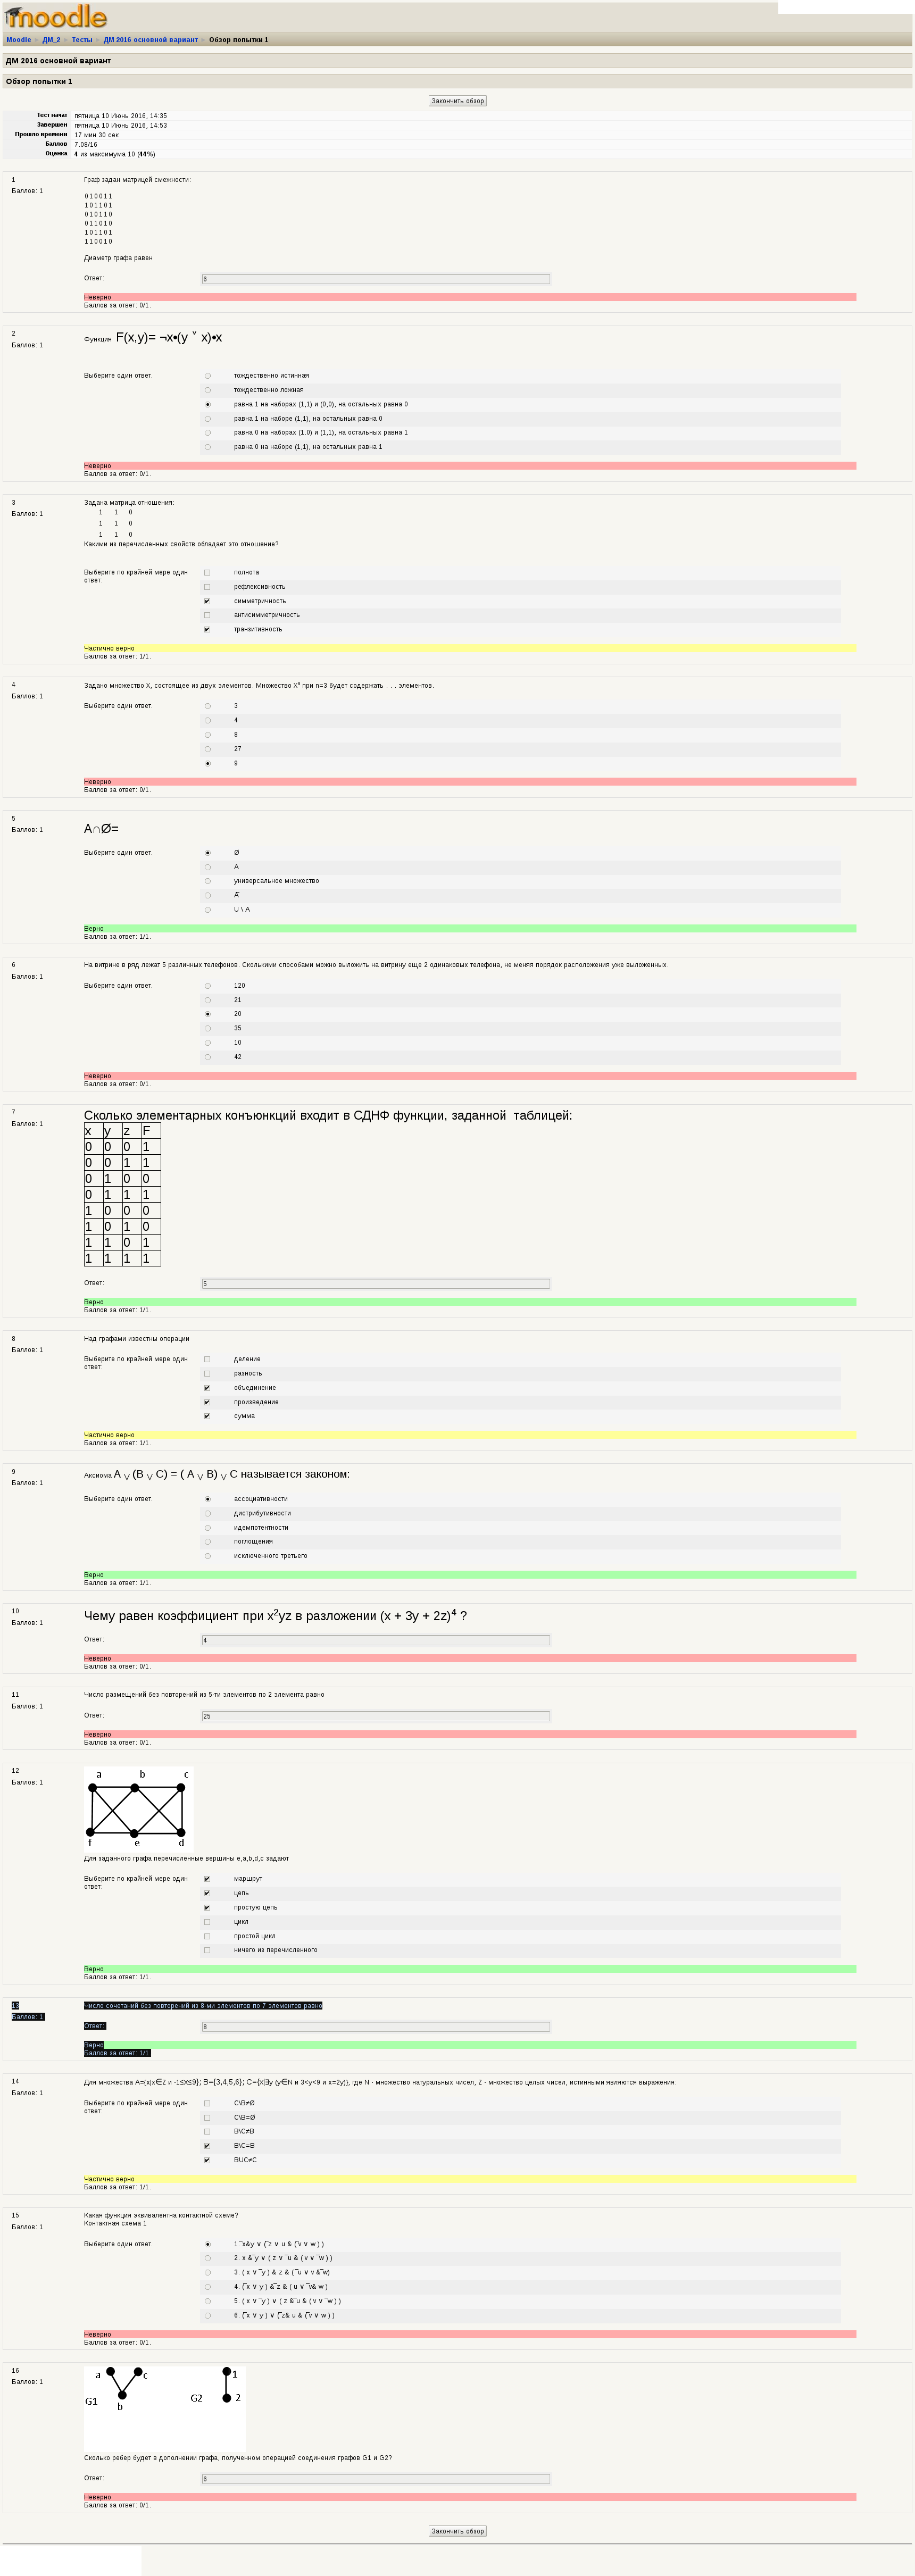 moodle
Moodle ► ДМ_2 ► Тесты ► ДМ 2016 основной вариант ► Обзор попытки 1
ДМ 2016 основной вариант
Обзор попытки 1
Закончить обзор
Тест начат пятница 10 Июнь 2016, 14:35
Завершен пятница 10 Июнь 2016, 14:53
Прошло времени 17 мин 30 сек
Баллов 7.08/16
Оценка 4 из максимума 10 (44%)
1
Баллов: 1
Граф задан матрицей смежности:
0 1 0 0 1 1
1 0 1 1 0 1
0 1 0 1 1 0
0 1 1 0 1 0
1 0 1 1 0 1
1 1 0 0 1 0
Диаметр графа равен
Ответ: 6
Неверно
Баллов за ответ: 0/1.
2
Баллов: 1
Функция F(x,y)= ¬x•(y ˅ x)•x
Выберите один ответ.
тождественно истинная
тождественно ложная
равна 1 на наборах (1,1) и (0,0), на остальных равна 0
равна 1 на наборе (1,1), на остальных равна 0
равна 0 на наборах (1.0) и (1,1), на остальных равна 1
равна 0 на наборе (1,1), на остальных равна 1
Неверно
Баллов за ответ: 0/1.
3
Баллов: 1
Задана матрица отношения:
1 1 0
1 1 0
1 1 0
Какими из перечисленных свойств обладает это отношение?
Выберите по крайней мере один
ответ:
полнота
рефлексивность
симметричность
антисимметричность
транзитивность
Частично верно
Баллов за ответ: 1/1.
4
Баллов: 1
Задано множество X, состоящее из двух элементов. Множество Xⁿ при n=3 будет содержать . . . элементов.
Выберите один ответ.
3
4
8
27
9
Неверно
Баллов за ответ: 0/1.
5
Баллов: 1
A∩Ø=
Выберите один ответ.
Ø
A
универсальное множество
A̅
U \ A
Верно
Баллов за ответ: 1/1.
6
Баллов: 1
На витрине в ряд лежат 5 различных телефонов. Сколькими способами можно выложить на витрину еще 2 одинаковых телефона, не меняя порядок расположения уже выложенных.
Выберите один ответ.
120
21
20
35
10
42
Неверно
Баллов за ответ: 0/1.
7
Баллов: 1
Сколько элементарных конъюнкций входит в СДНФ функции, заданной таблицей:
x y z F
0 0 0 1
0 0 1 1
0 1 0 0
0 1 1 1
1 0 0 0
1 0 1 0
1 1 0 1
1 1 1 1
Ответ: 5
Верно
Баллов за ответ: 1/1.
8
Баллов: 1
Над графами известны операции
Выберите по крайней мере один
ответ:
деление
разность
объединение
произведение
сумма
Частично верно
Баллов за ответ: 1/1.
9
Баллов: 1
Аксиома A ∨ (B ∨ C) = ( A ∨ B) ∨ C называется законом:
Выберите один ответ.
ассоциативности
дистрибутивности
идемпотентности
поглощения
исключенного третьего
Верно
Баллов за ответ: 1/1.
10
Баллов: 1
Чему равен коэффициент при x²yz в разложении (x + 3y + 2z)⁴ ?
Ответ: 4
Неверно
Баллов за ответ: 0/1.
11
Баллов: 1
Число размещений без повторений из 5-ти элементов по 2 элемента равно
Ответ: 25
Неверно
Баллов за ответ: 0/1.
12
Баллов: 1
a b c
f e d
Для заданного графа перечисленные вершины e,a,b,d,c задают
Выберите по крайней мере один
ответ:
маршрут
цепь
простую цепь
цикл
простой цикл
ничего из перечисленного
Верно
Баллов за ответ: 1/1.
13
Баллов: 1
Число сочетаний без повторений из 8-ми элементов по 7 элементов равно
Ответ: 8
Верно
Баллов за ответ: 1/1.
14
Баллов: 1
Для множества A={x|x∈Z и -1≤x≤9}; B={3,4,5,6}; C={x|∃y (y∈N и 3<y<9 и x=2y)}, где N - множество натуральных чисел, Z - множество целых чисел, истинными являются выражения:
Выберите по крайней мере один
ответ:
C\B≠Ø
C\B=Ø
B\C≠B
B\C=B
BUC≠C
Частично верно
Баллов за ответ: 1/1.
15
Баллов: 1
Какая функция эквивалентна контактной схеме?
Контактная схема 1
Выберите один ответ.
1.‾x&y ∨ (‾z ∨ u & (‾v ∨ w ) )
2. x &‾y ∨ ( z ∨ ‾u & ( v ∨ ‾w ) )
3. ( x ∨ ‾y ) & z & ( ‾u ∨ v &‾w)
4. (‾x ∨ y ) &‾z & ( u ∨ ‾v& w )
5. ( x ∨ ‾y ) ∨ ( z &‾u & ( v ∨ ‾w ) )
6. (‾x ∨ y ) ∨ (‾z& u & (‾v ∨ w ) )
Неверно
Баллов за ответ: 0/1.
16
Баллов: 1
a c 1
G1 b G2 2
Сколько ребер будет в дополнении графа, полученном операцией соединения графов G1 и G2?
Ответ: 6
Неверно
Баллов за ответ: 0/1.
Закончить обзор